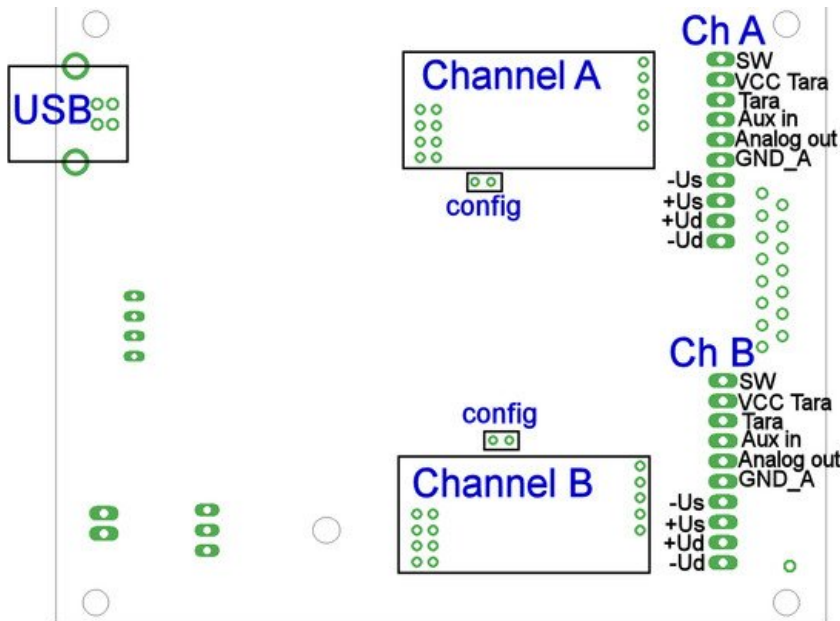 Ch A
SW
VCC Tara
Tara
Aux in
Analog out
GND_A
-Us
+Us
+Ud
-Ud
USB
Channel A
config
Ch B
SW
VCC Tara
Tara
Aux in
Analog out
GND_A
-Us
+Us
+Ud
-Ud
config
Channel B